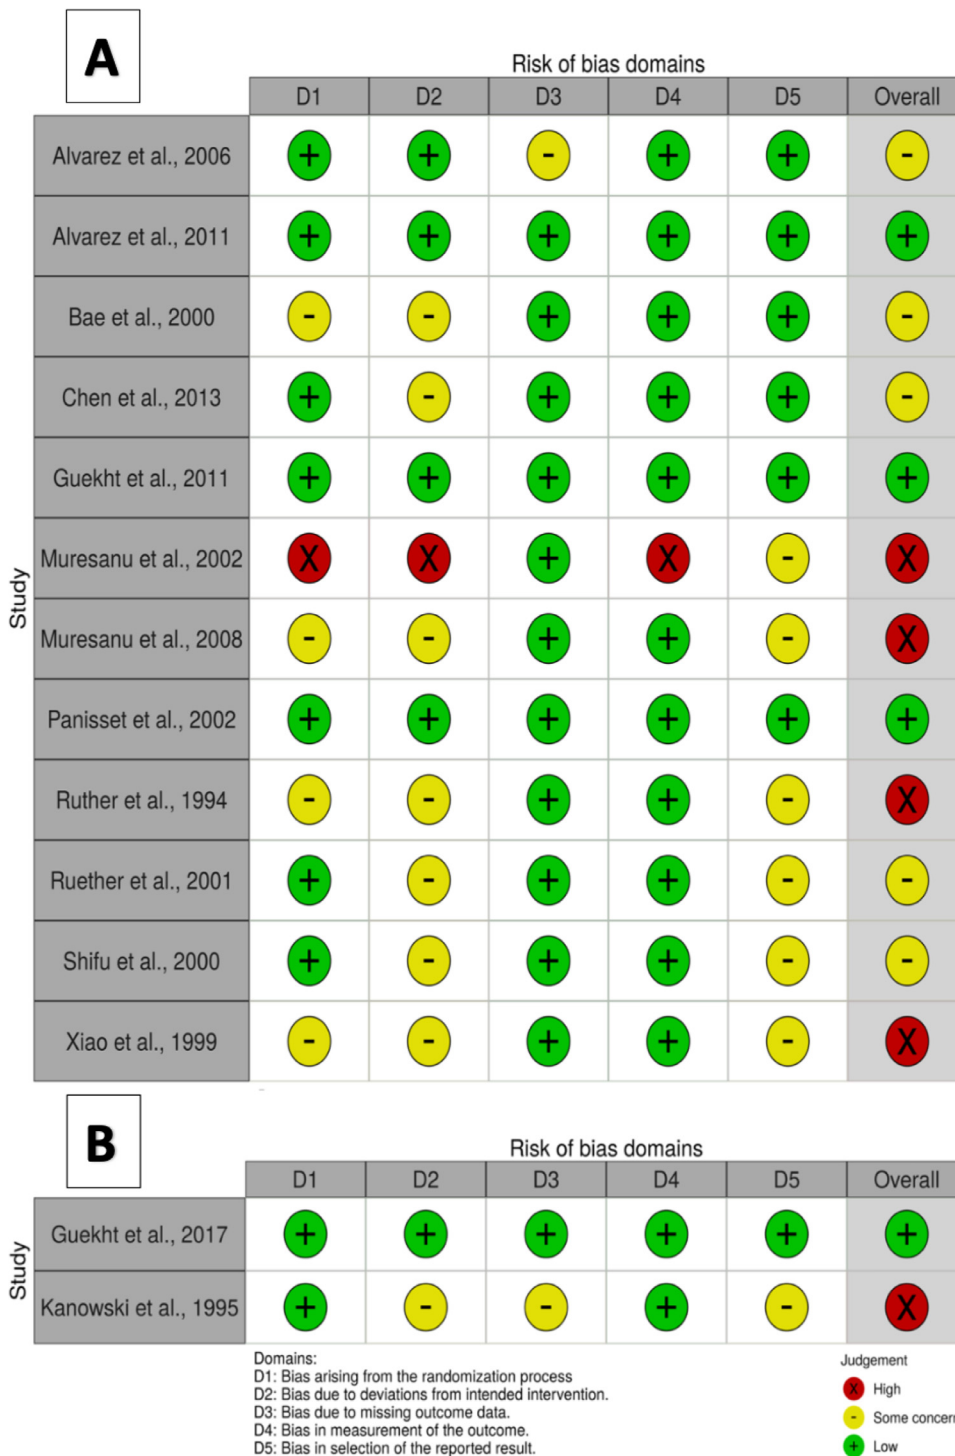 A
Risk of bias domains
D1 D2 D3 D4 D5 Overall
Study
Alvarez et al., 2006 + + - + + -
Alvarez et al., 2011 + + + + + +
Bae et al., 2000 - - + + + -
Chen et al., 2013 + - + + + -
Guekht et al., 2011 + + + + + +
Muresanu et al., 2002 X X + X - X
Muresanu et al., 2008 - - + + - X
Panisset et al., 2002 + + + + + +
Ruther et al., 1994 - - + + - X
Ruether et al., 2001 + - + + - -
Shifu et al., 2000 + - + + - -
Xiao et al., 1999 - - + + - X
B
Risk of bias domains
D1 D2 D3 D4 D5 Overall
Study
Guekht et al., 2017 + + + + + +
Kanowski et al., 1995 + - - + - X
Domains:
D1: Bias arising from the randomization process
D2: Bias due to deviations from intended intervention.
D3: Bias due to missing outcome data.
D4: Bias in measurement of the outcome.
D5: Bias in selection of the reported result.
Judgement
X High
- Some concern
+ Low